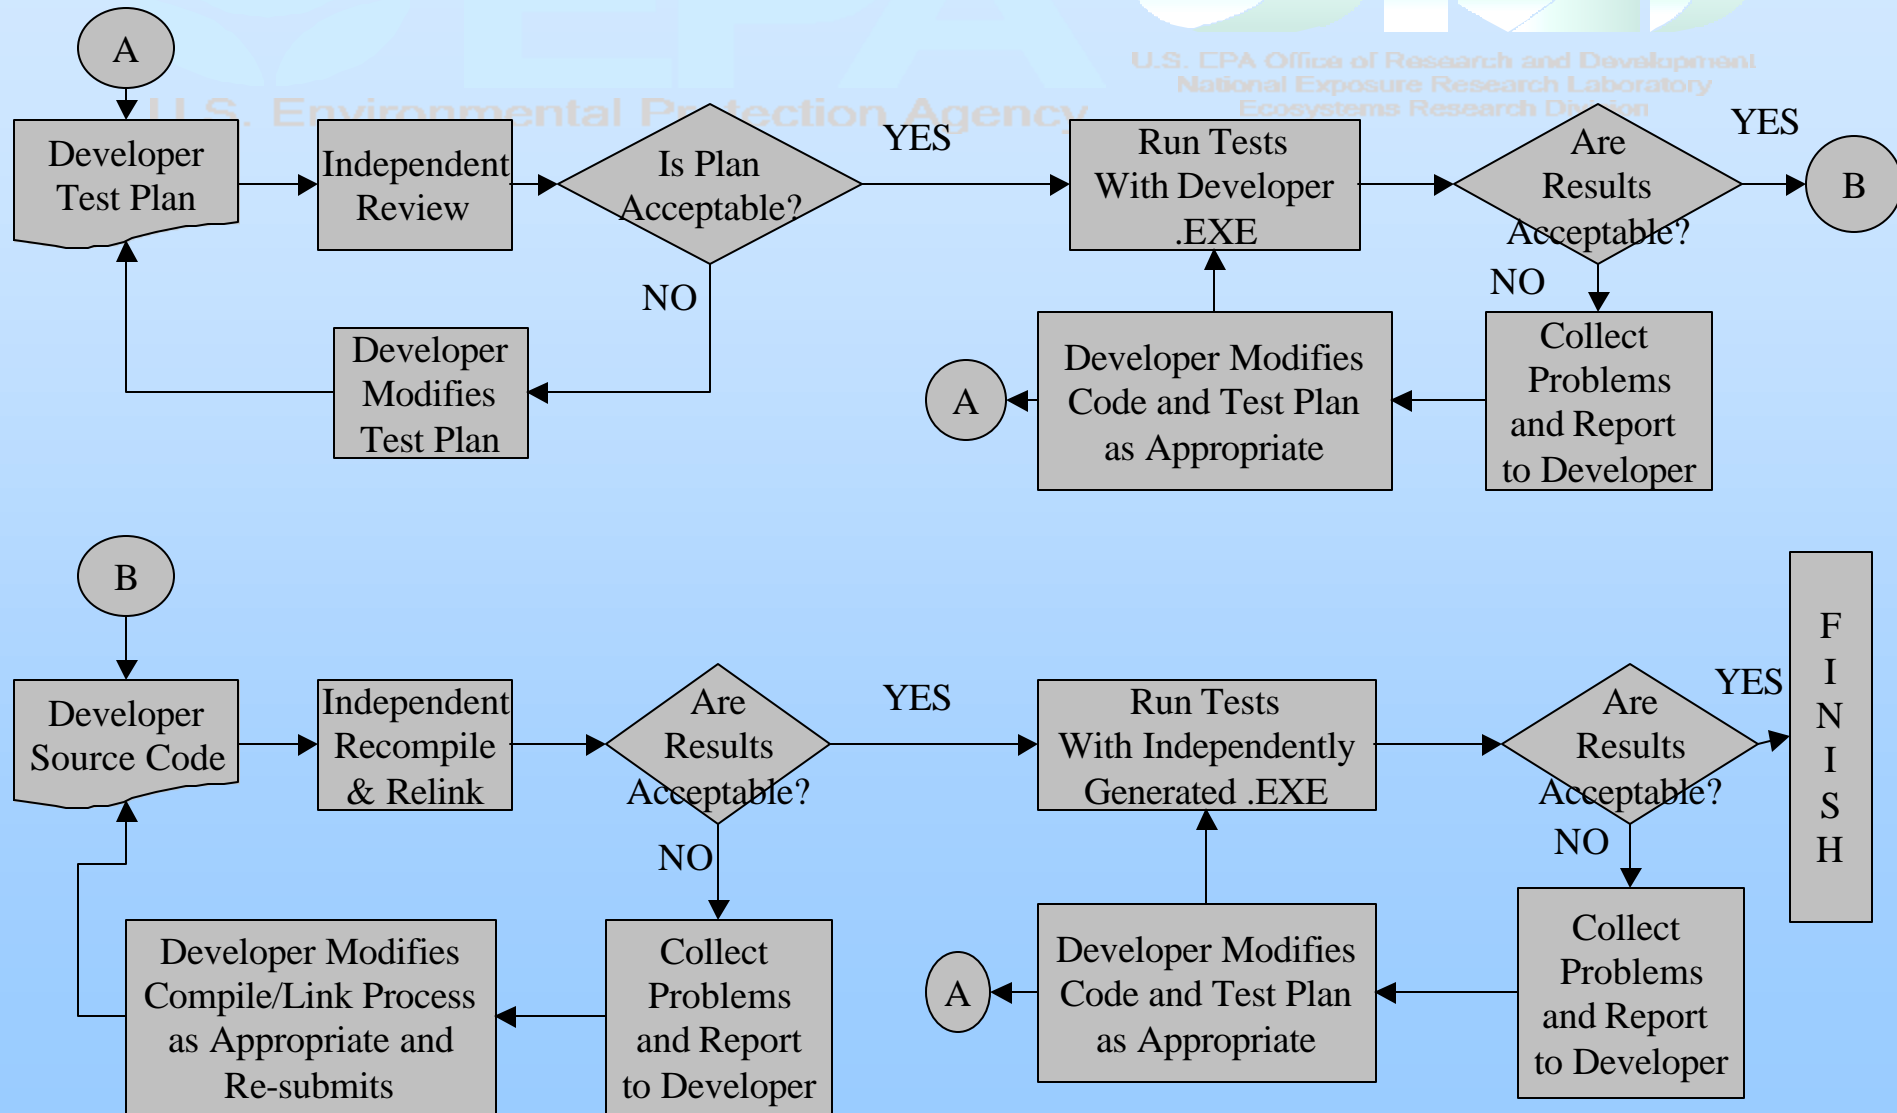 U.S. EPA Office of Research and Development
National Exposure Research Laboratory
Ecosystems Research Division
EPA
U.S. Environmental Protection Agency
A
Developer
Test Plan
Independent
Review
Is Plan
Acceptable?
YES
NO
Developer
Modifies
Test Plan
Run Tests
With Developer
.EXE
Are
Results
Acceptable?
YES
B
NO
Collect
Problems
and Report
to Developer
Developer Modifies
Code and Test Plan
as Appropriate
A
B
Developer
Source Code
Independent
Recompile
& Relink
Are
Results
Acceptable?
YES
NO
Collect
Problems
and Report
to Developer
Developer Modifies
Compile/Link Process
as Appropriate and
Re-submits
Run Tests
With Independently
Generated .EXE
Are
Results
Acceptable?
YES
F
I
N
I
S
H
NO
Collect
Problems
and Report
to Developer
Developer Modifies
Code and Test Plan
as Appropriate
A